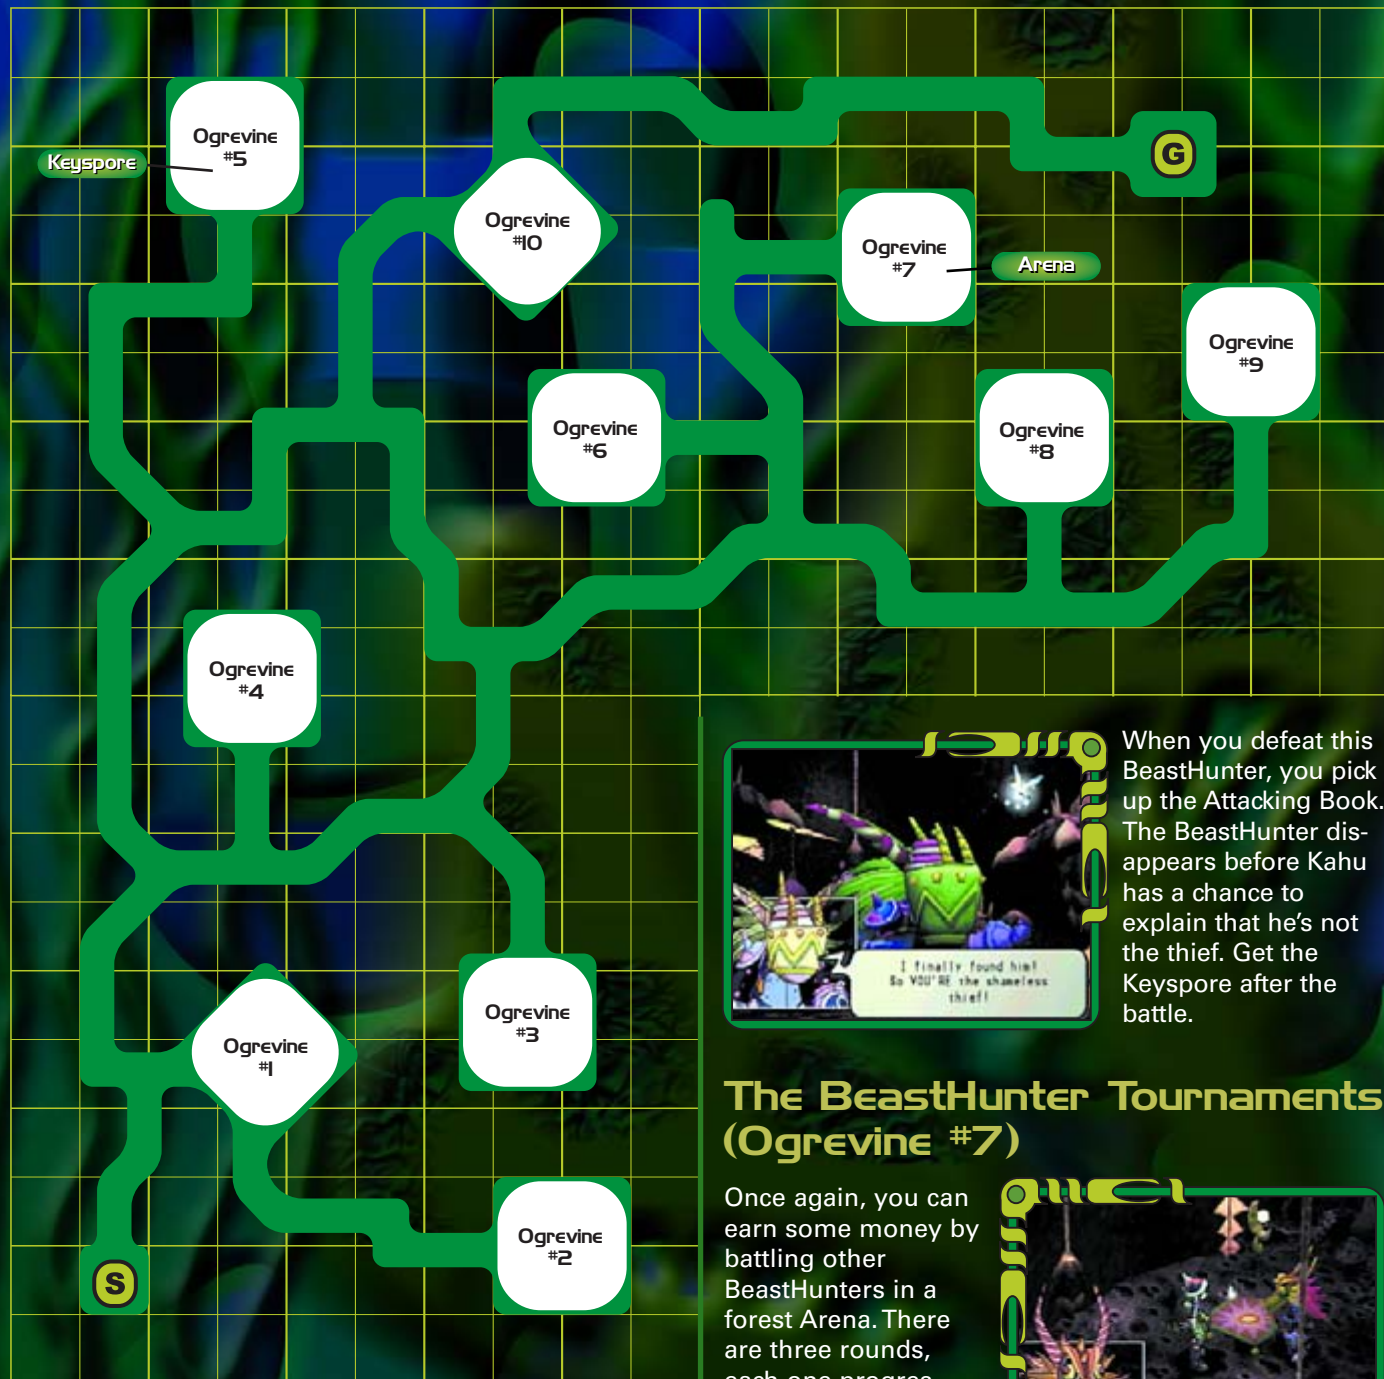 Ogrevine
#5
Keyspore
G
Ogrevine
#10
Ogrevine
#7
Arena
Ogrevine
#9
Ogrevine
#6
Ogrevine
#8
Ogrevine
#4
Ogrevine
#3
Ogrevine
#1
Ogrevine
#2
S
When you defeat this
BeastHunter, you pick
up the Attacking Book.
The BeastHunter dis-
appears before Kahu
has a chance to
explain that he's not
the thief. Get the
Keyspore after the
battle.
I finally found him!
So YOU'RE the shameless
thief!
The BeastHunter Tournaments
(Ogrevine #7)
Once again, you can
earn some money by
battling other
BeastHunters in a
forest Arena. There
are three rounds,
each one progres-